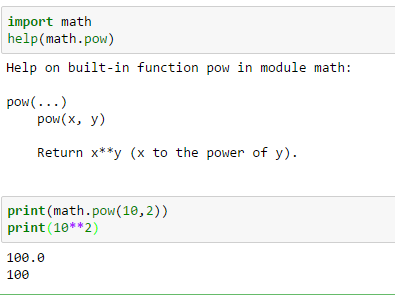 import math
help(math.pow)
Help on built-in function pow in module math:
pow(...)
    pow(x, y)
    Return x**y (x to the power of y).
print(math.pow(10,2))
print(10**2)
100.0
100